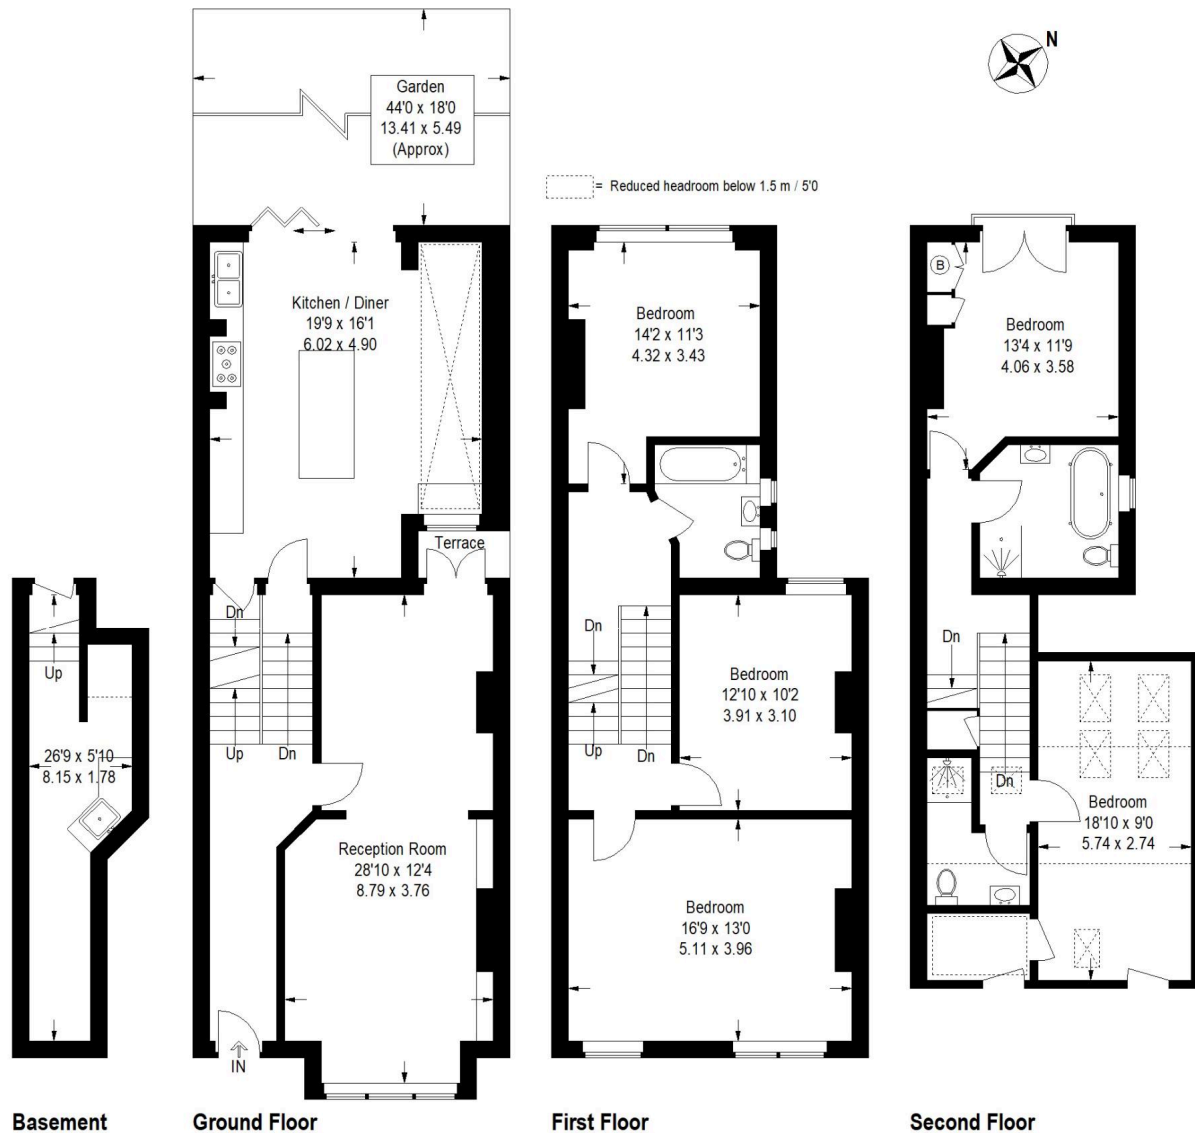 N
Garden
44'0 x 18'0
13.41 x 5.49
(Approx)
= Reduced headroom below 1.5 m / 5'0
Kitchen / Diner
19'9 x 16'1
6.02 x 4.90
Terrace
Dn
Up
Dn
Reception Room
28'10 x 12'4
8.79 x 3.76
IN
Up
26'9 x 5'10
8.15 x 1.78
Bedroom
14'2 x 11'3
4.32 x 3.43
Dn
Up
Dn
Bedroom
12'10 x 10'2
3.91 x 3.10
Bedroom
16'9 x 13'0
5.11 x 3.96
B
Bedroom
13'4 x 11'9
4.06 x 3.58
Dn
Dn
Bedroom
18'10 x 9'0
5.74 x 2.74
Basement
Ground Floor
First Floor
Second Floor